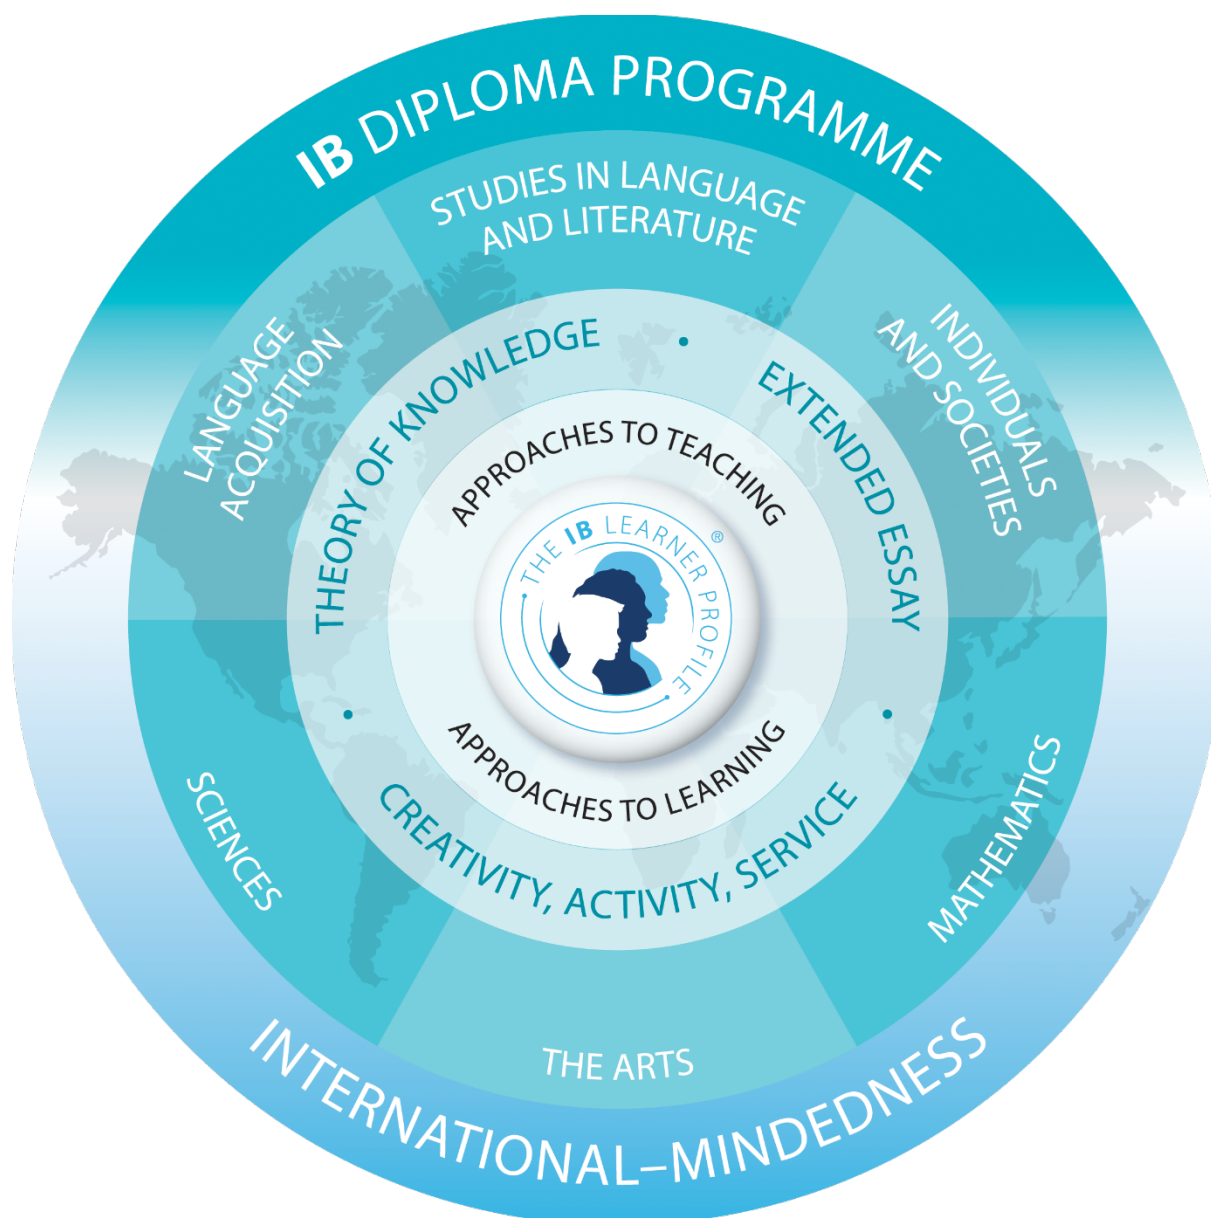 IB DIPLOMA PROGRAMME
STUDIES IN LANGUAGE
AND LITERATURE
LANGUAGE
ACQUISITION
INDIVIDUALS
AND SOCIETIES
THEORY OF KNOWLEDGE
EXTENDED ESSAY
APPROACHES TO TEACHING
THE IB LEARNER PROFILE ®
APPROACHES TO LEARNING
CREATIVITY, ACTIVITY, SERVICE
SCIENCES
MATHEMATICS
THE ARTS
INTERNATIONAL–MINDEDNESS